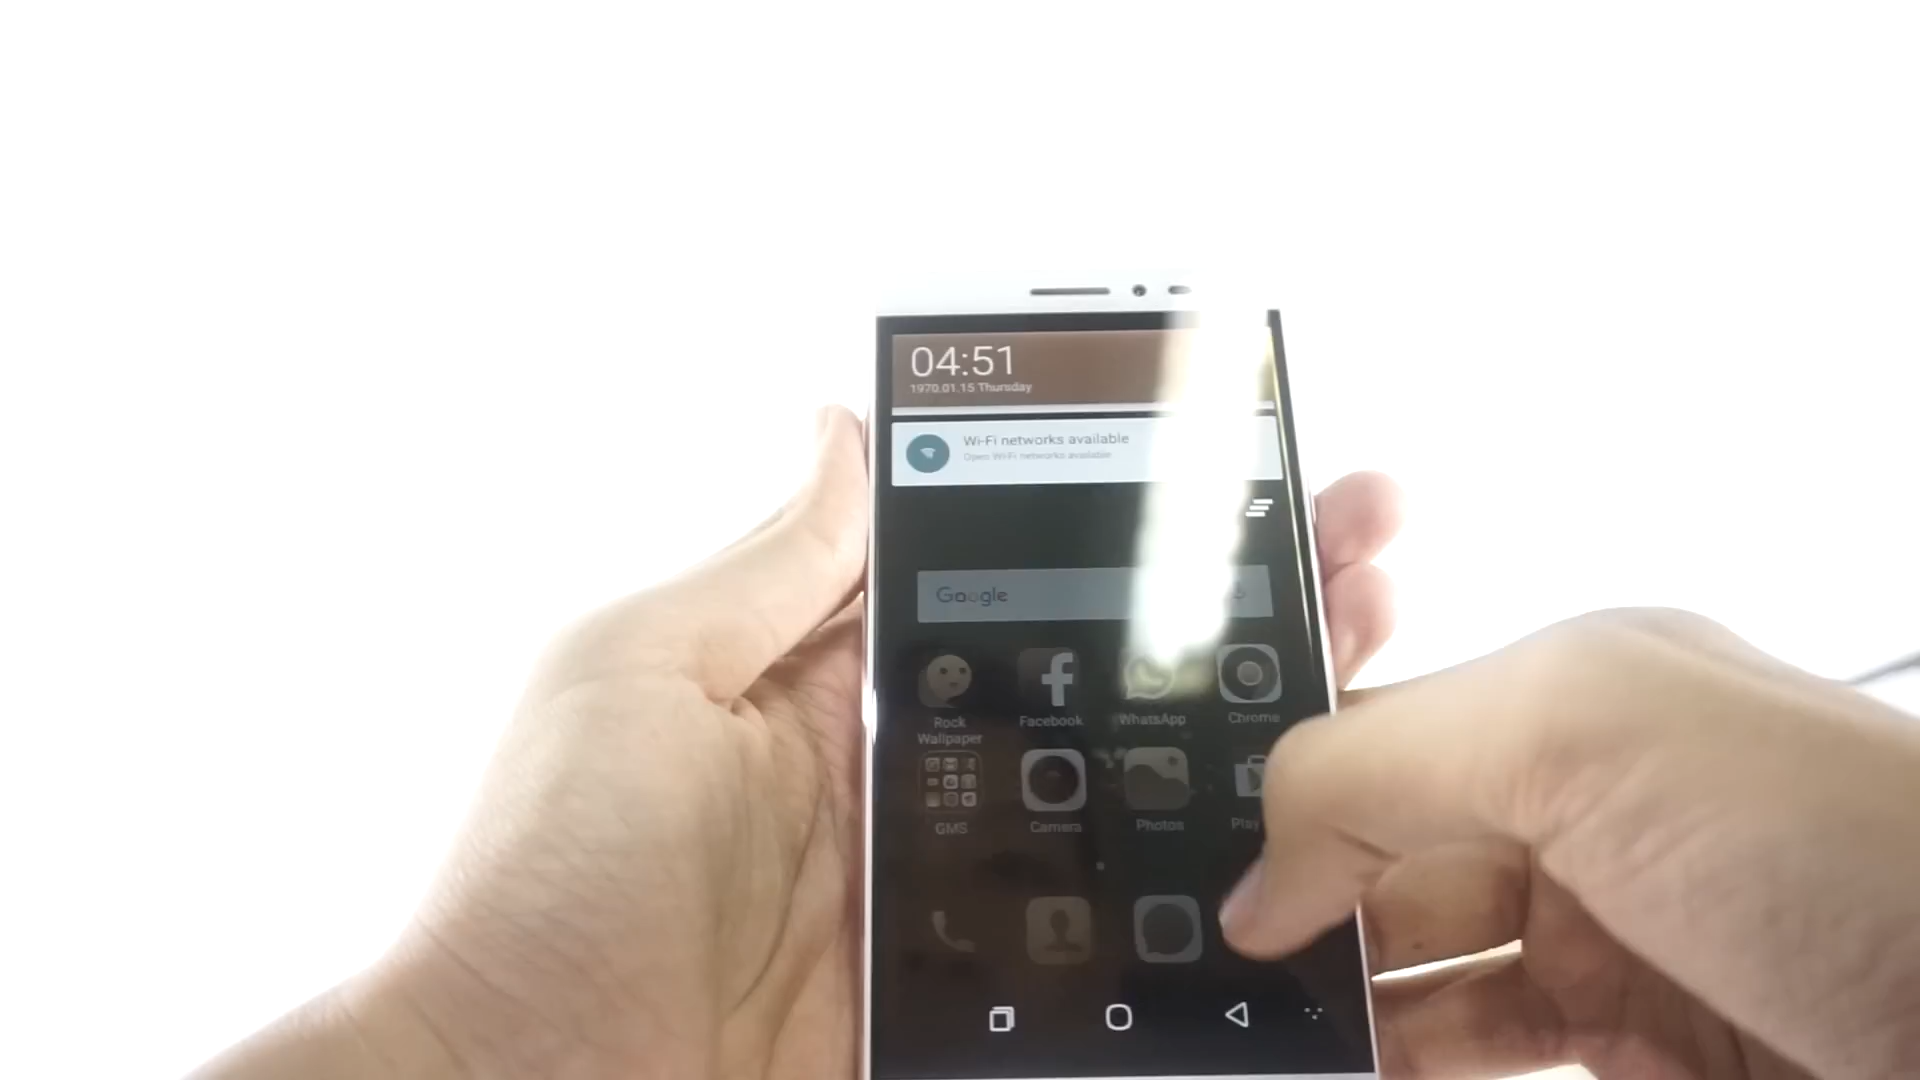 04:51
1970.01.15 Thursday
Wi-Fi networks available
Open Wi-Fi networks available
Google
Rock
Wallpaper
Facebook
WhatsApp
Chrome
GMS
Camera
Photos
Play